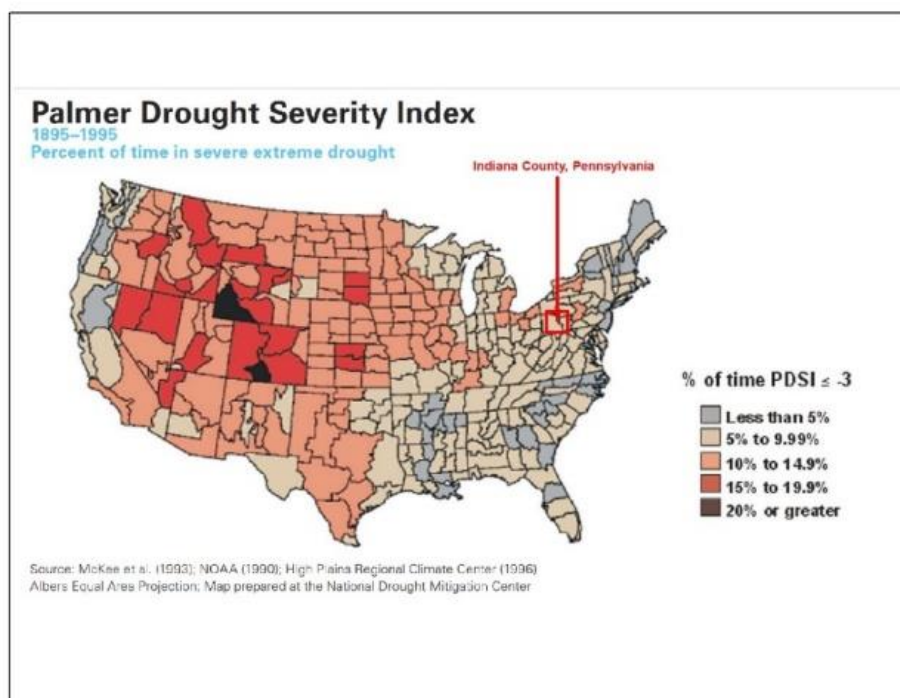 Palmer Drought Severity Index
1895–1995
Perceent of time in severe extreme drought
Indiana County, Pennsylvania
% of time PDSI ≤ -3
Less than 5%
5% to 9.99%
10% to 14.9%
15% to 19.9%
20% or greater
Source: McKee et al. (1993); NOAA (1990); High Plains Regional Climate Center (1996)
Albers Equal Area Projection; Map prepared at the National Drought Mitigation Center